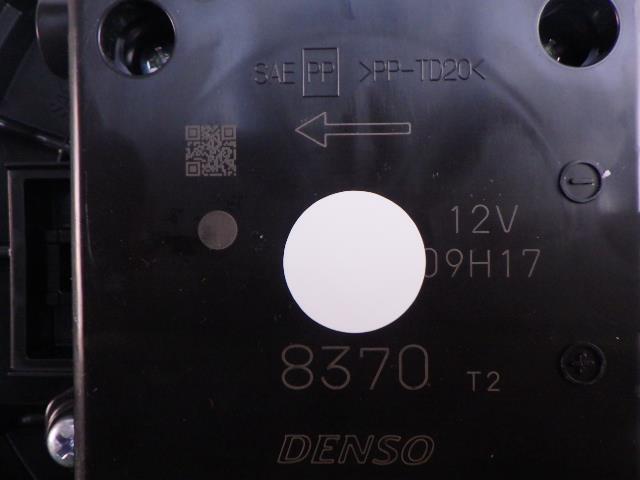 SAE PP >PP-TD20<
12V
09H17
8370 T2
DENSO